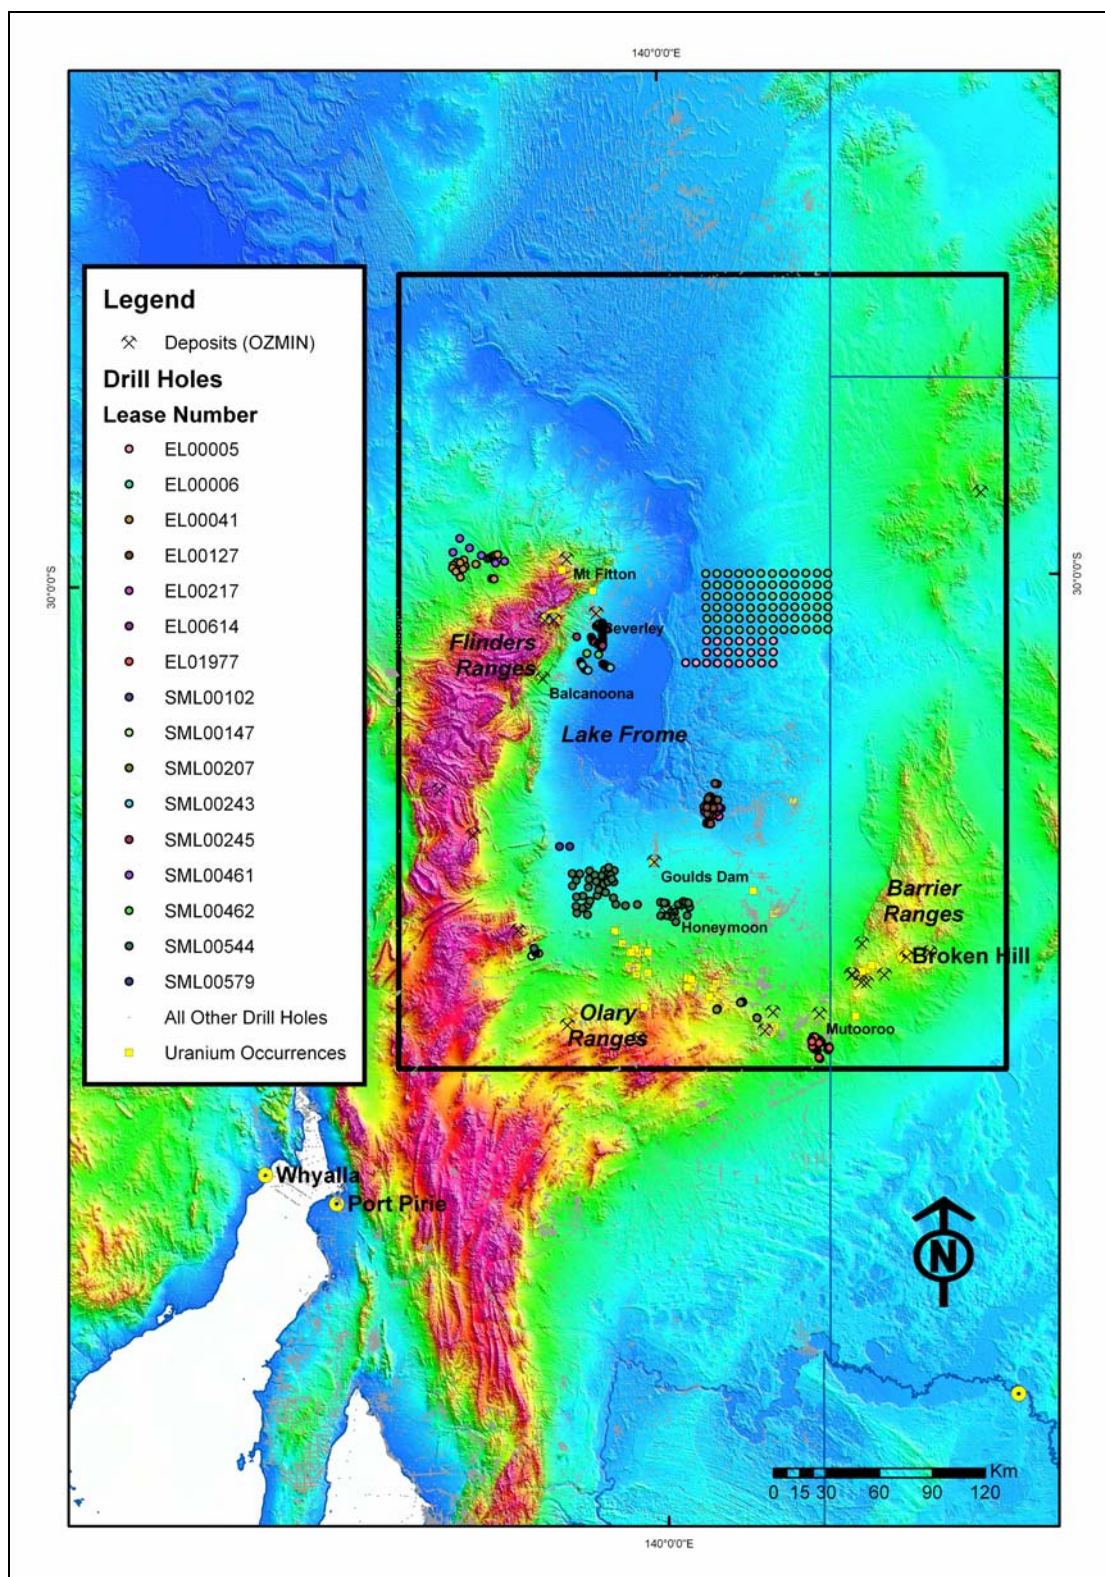 140°0'0"E
30°0'0"S
30°0'0"S
Legend
Deposits (OZMIN)
Drill Holes
Lease Number
EL00005
EL00006
EL00041
EL00127
EL00217
EL00614
EL01977
SML00102
SML00147
SML00207
SML00243
SML00245
SML00461
SML00462
SML00544
SML00579
All Other Drill Holes
Uranium Occurrences
Mt Fitton
Beverley
Flinders
Ranges
Balcanoona
Lake Frome
Goulds Dam
Barrier
Ranges
Honeymoon
Broken Hill
Olary
Ranges
Mutooroo
Whyalla
Port Pirie
N
Km
0 15 30 60 90 120
140°0'0"E